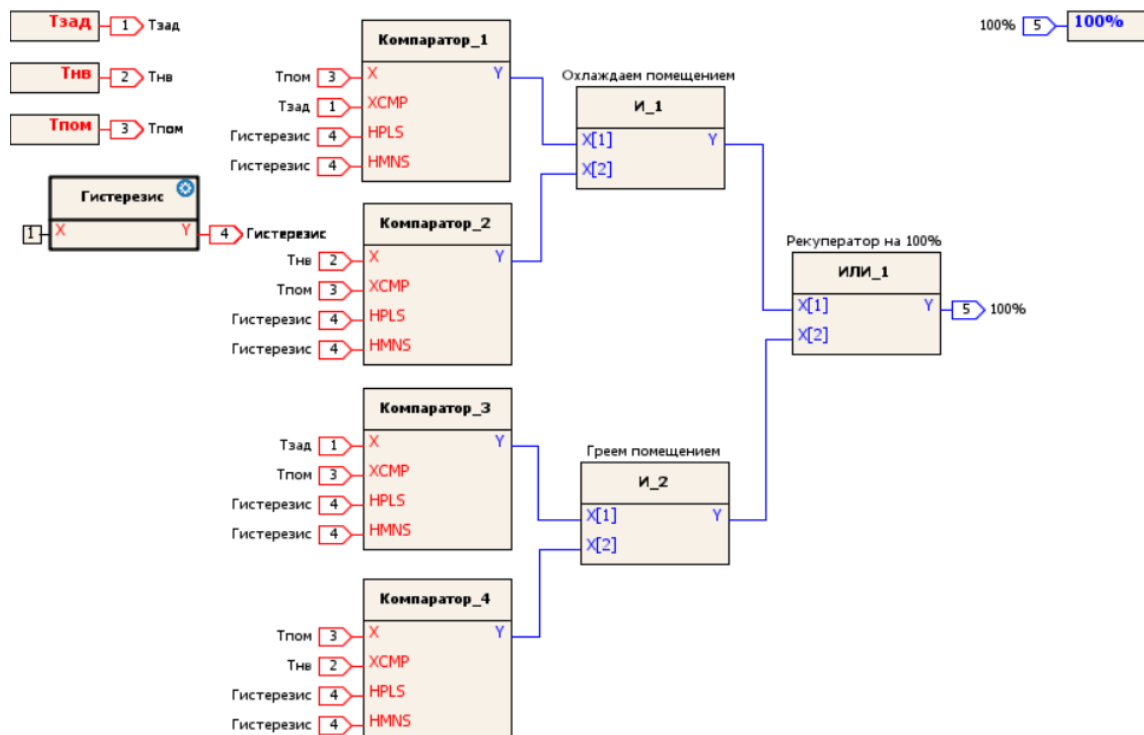 Тзад 1 Тзад
Тнв 2 Тнв
Тпом 3 Тпом
Гистерезис
1 X Y 4 Гистерезис
100% 5 100%
Компаратор_1
Тпом 3 X Y
Тзад 1 XCMP
Гистерезис 4 HPLS
Гистерезис 4 HMNS
Компаратор_2
Тнв 2 X Y
Тпом 3 XCMP
Гистерезис 4 HPLS
Гистерезис 4 HMNS
Компаратор_3
Тзад 1 X Y
Тпом 3 XCMP
Гистерезис 4 HPLS
Гистерезис 4 HMNS
Компаратор_4
Тпом 3 X Y
Тнв 2 XCMP
Гистерезис 4 HPLS
Гистерезис 4 HMNS
Охлаждаем помещением
И_1
X[1] Y
X[2]
Греем помещением
И_2
X[1] Y
X[2]
Рекуператор на 100%
ИЛИ_1
X[1] Y 5 100%
X[2]